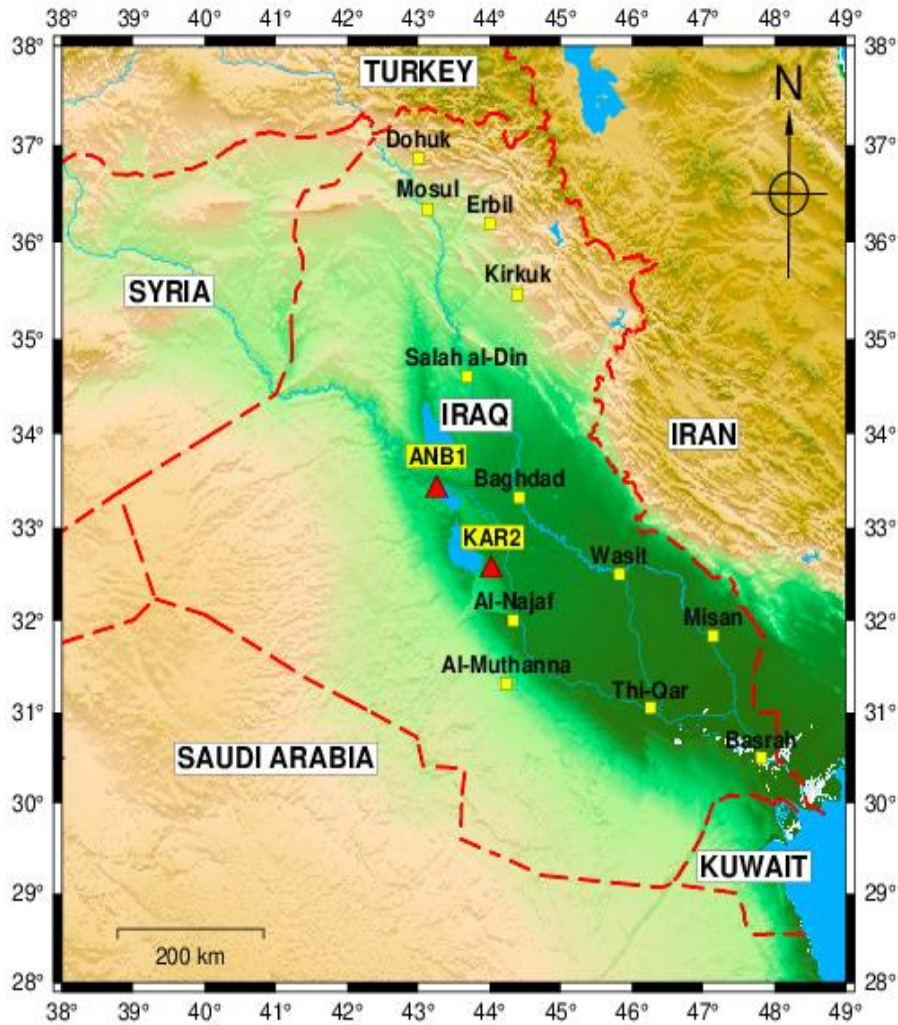 38° 39° 40° 41° 42° 43° 44° 45° 46° 47° 48° 49°
38° 38°
TURKEY
N
37° 37°
Dohuk
Mosul
Erbil
36° 36°
Kirkuk
SYRIA
35° 35°
Salah al-Din
IRAQ
IRAN
34° 34°
ANB1
Baghdad
33° 33°
KAR2
Wasit
Al-Najaf
32° 32°
Misan
Al-Muthanna
Thi-Qar
31° 31°
Basrah
SAUDI ARABIA
30° 30°
KUWAIT
29° 29°
200 km
28° 28°
38° 39° 40° 41° 42° 43° 44° 45° 46° 47° 48° 49°